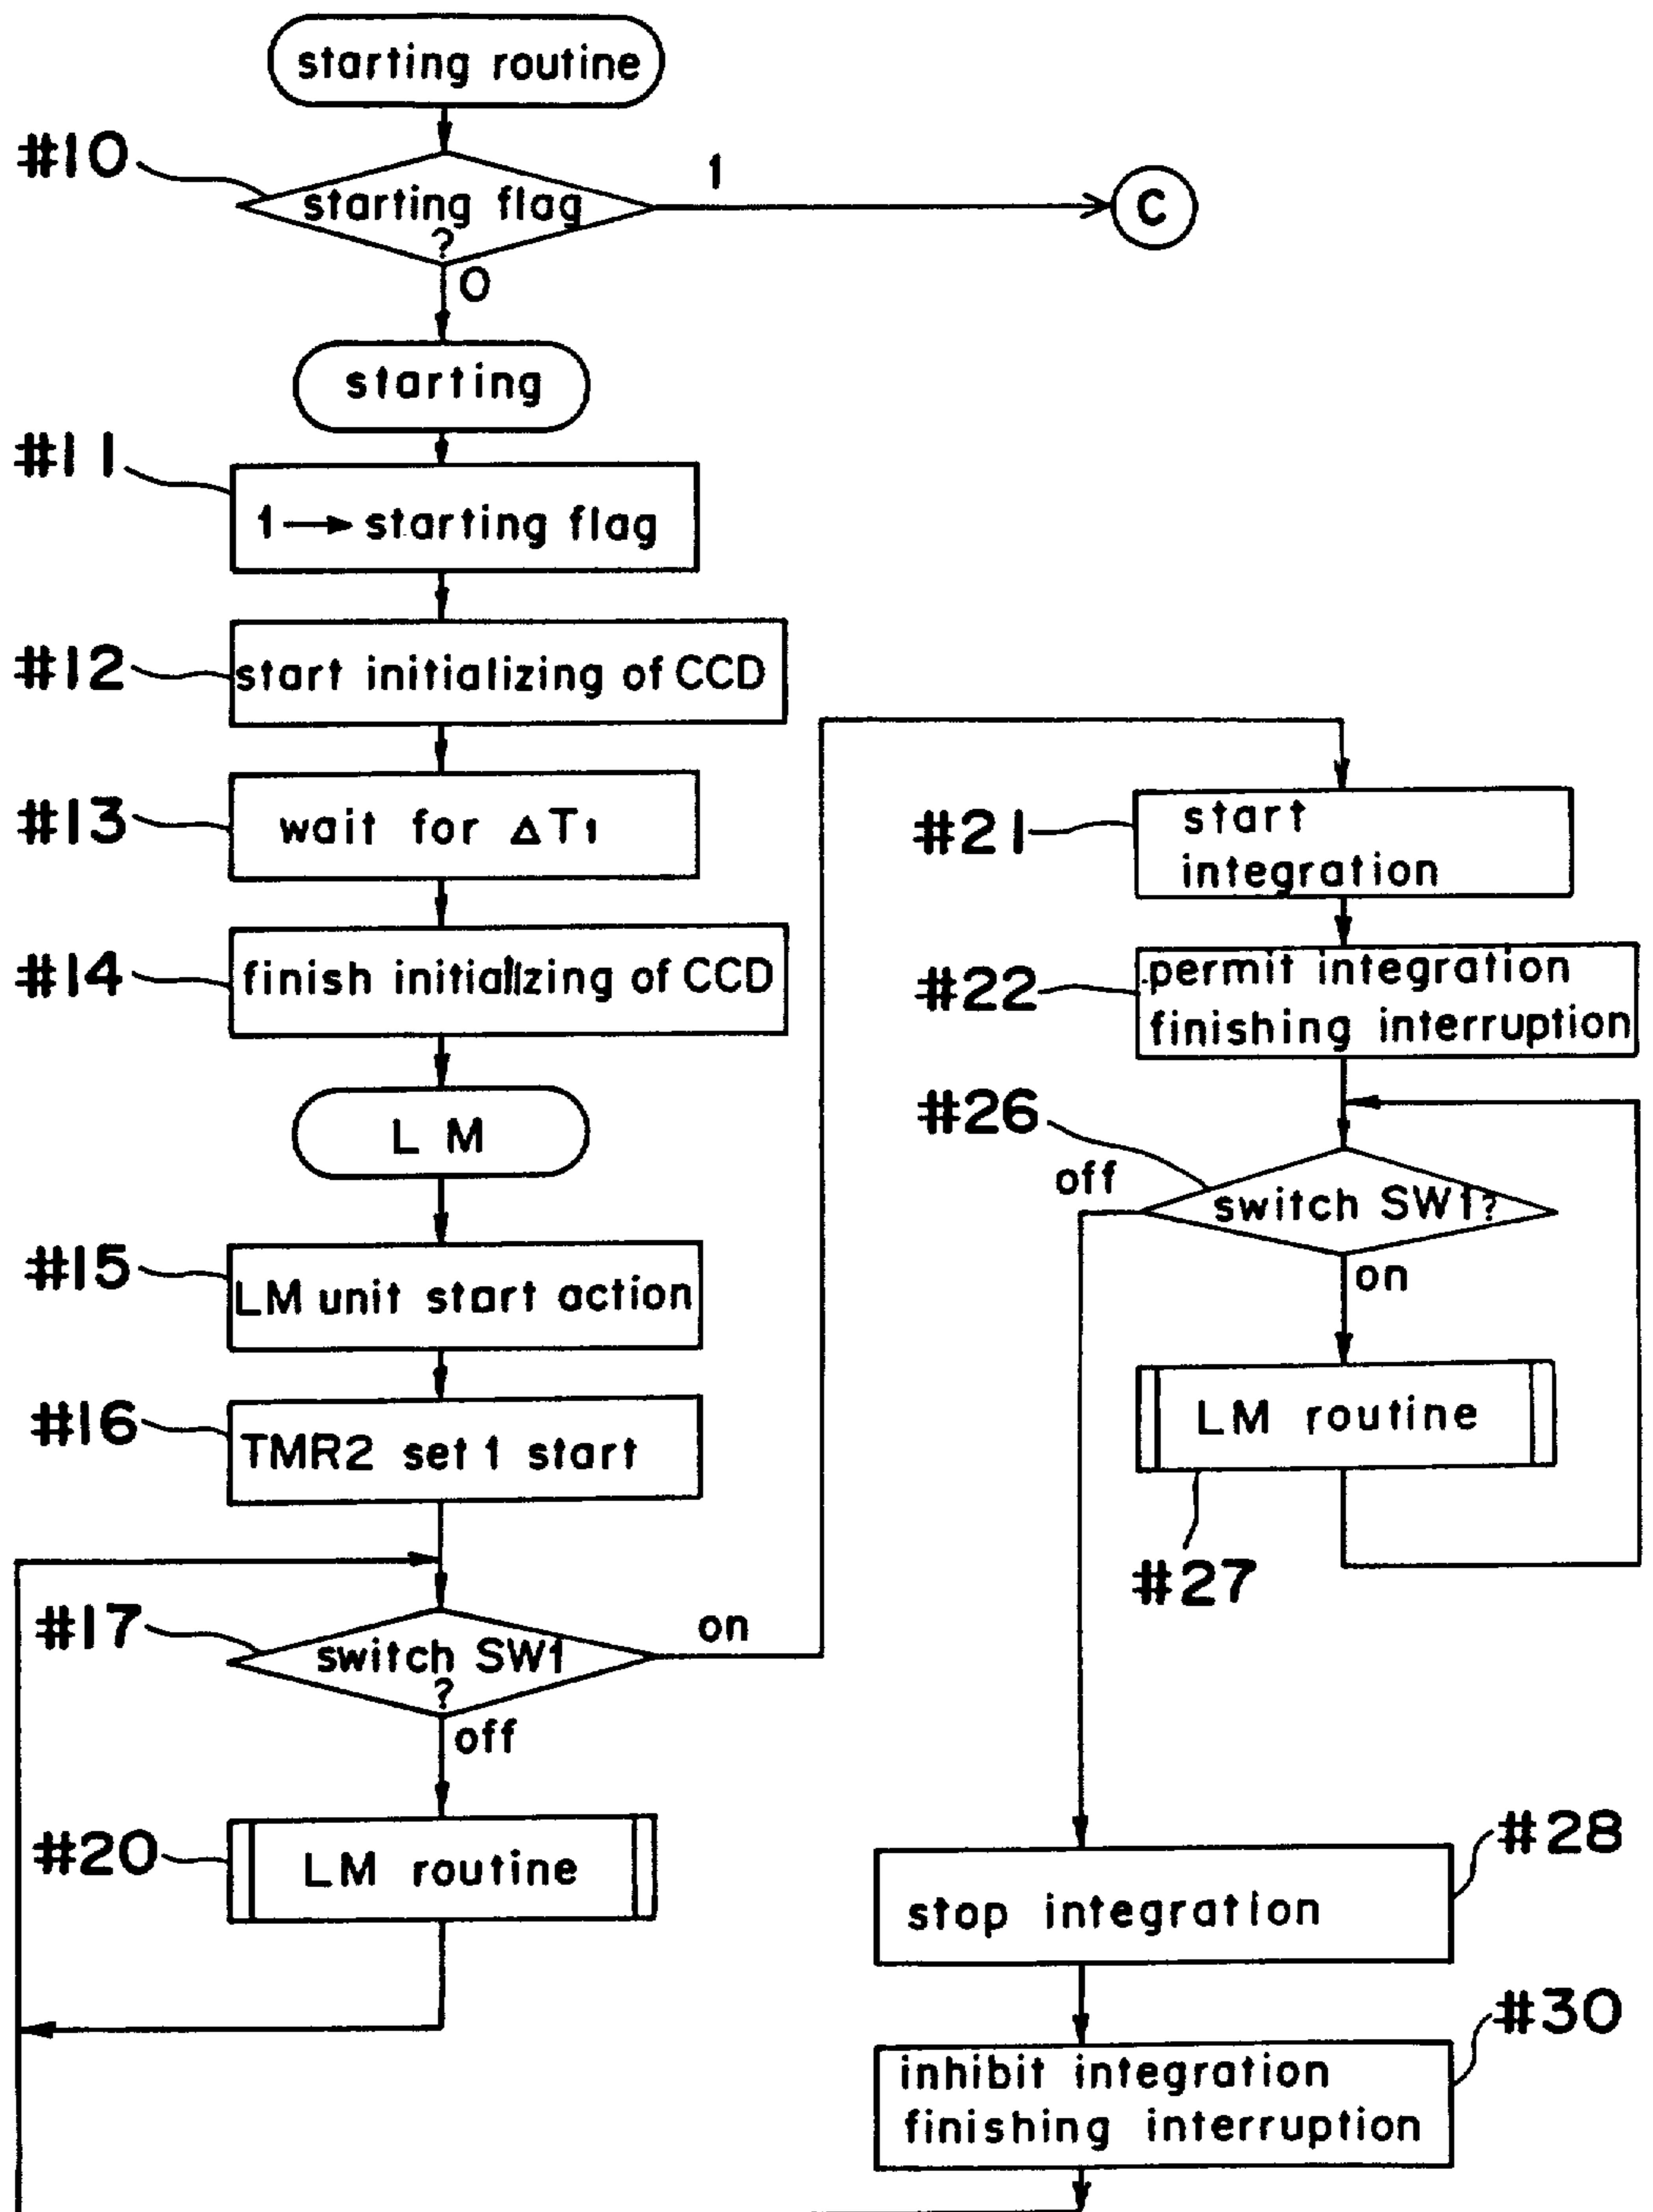 starting routine
#10
starting flag
?
1
C
0
starting
#11
1→starting flag
#12
start initializing of CCD
#13
wait for ΔT1
#14
finish initializing of CCD
L M
#15
LM unit start action
#16
TMR2 set 1 start
#17
switch SW1
?
on
off
#20
LM routine
#21
start
integration
#22
permit integration
finishing interruption
#26
off
switch SW1?
on
LM routine
#27
#28
stop integration
#30
inhibit integration
finishing interruption